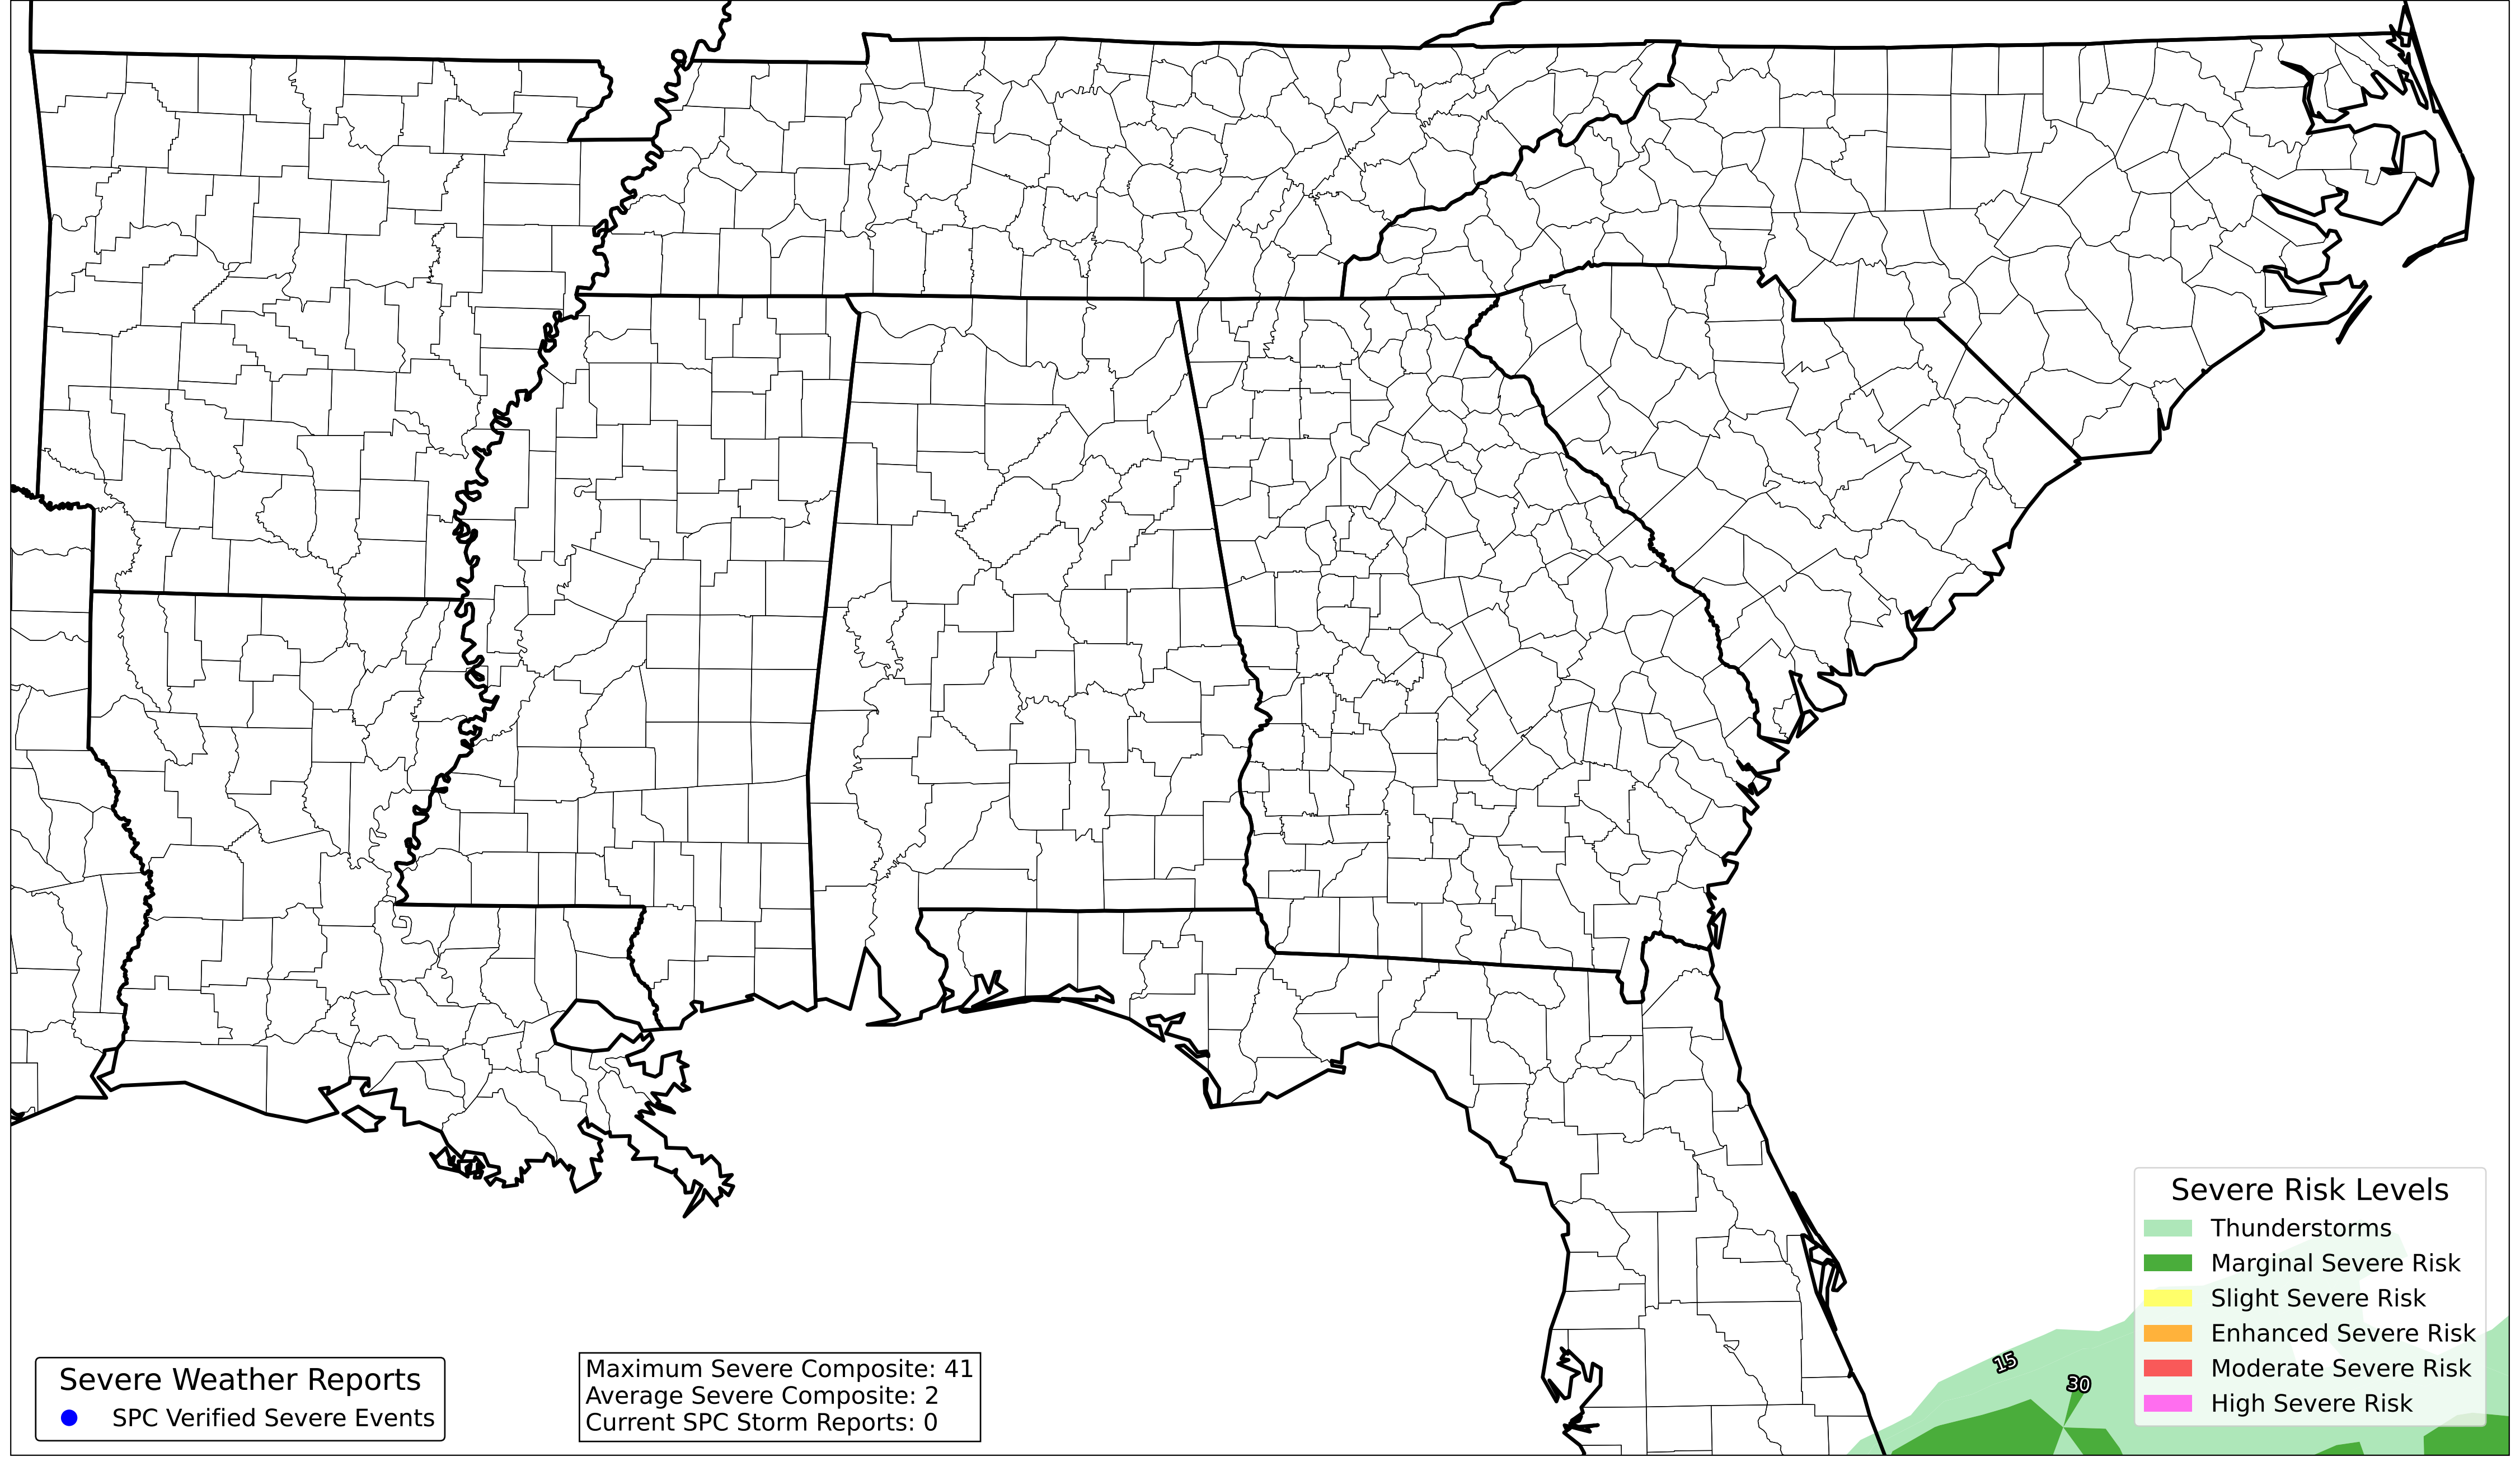 15
30
Severe Weather Reports
SPC Verified Severe Events
Maximum Severe Composite: 41
Average Severe Composite: 2
Current SPC Storm Reports: 0
Severe Risk Levels
Thunderstorms
Marginal Severe Risk
Slight Severe Risk
Enhanced Severe Risk
Moderate Severe Risk
High Severe Risk